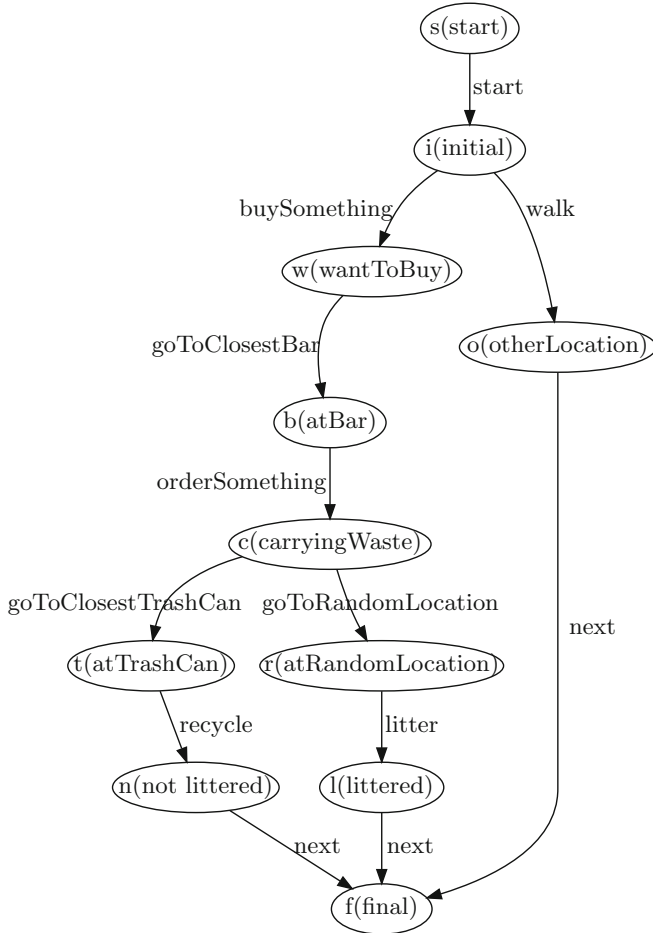 s(start)
start
i(initial)
buySomething
walk
w(wantToBuy)
goToClosestBar
o(otherLocation)
b(atBar)
orderSomething
c(carryingWaste)
goToClosestTrashCan
goToRandomLocation
next
t(atTrashCan)
r(atRandomLocation)
recycle
litter
n(not littered)
l(littered)
next
next
f(final)